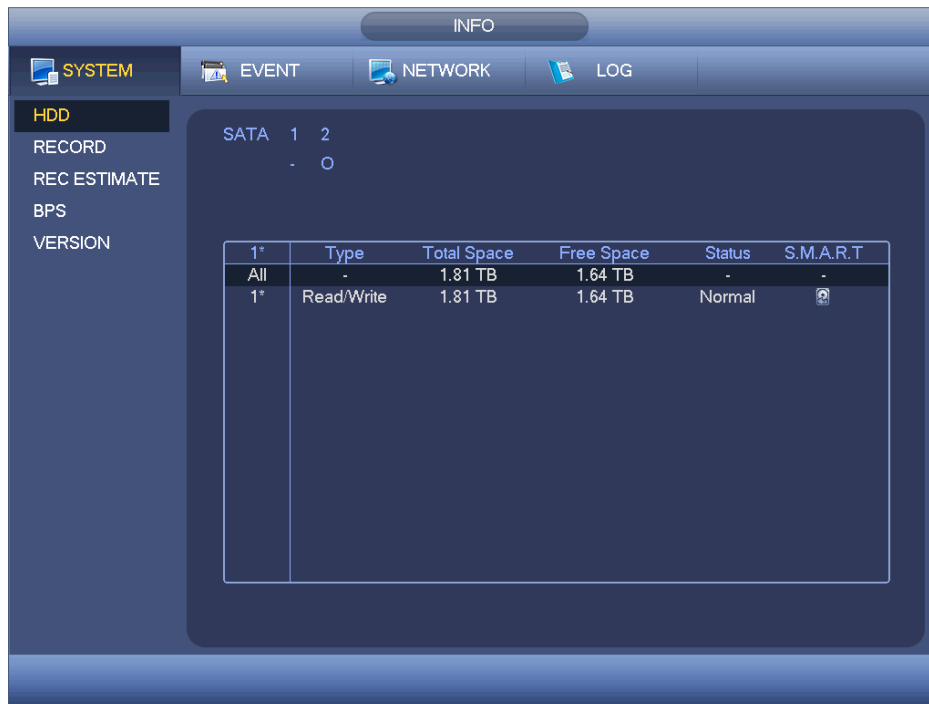 INFO
SYSTEM EVENT NETWORK LOG
HDD
RECORD
REC ESTIMATE
BPS
VERSION
SATA 1 2
- O
1* Type Total Space Free Space Status S.M.A.R.T
All - 1.81 TB 1.64 TB - -
1* Read/Write 1.81 TB 1.64 TB Normal